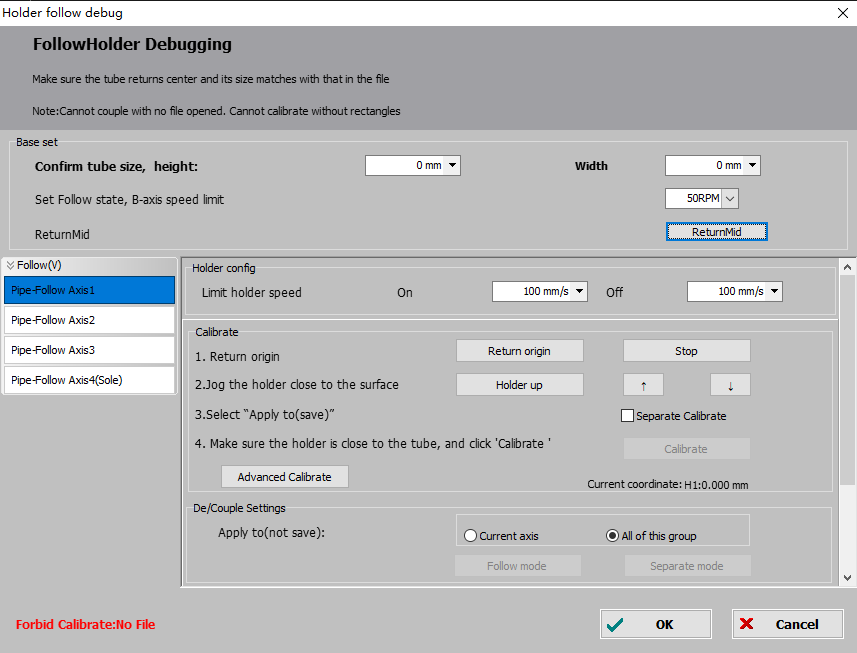 Holder follow debug
FollowHolder Debugging
Make sure the tube returns center and its size matches with that in the file
Note:Cannot couple with no file opened. Cannot calibrate without rectangles
Base set
Confirm tube size, height: 0 mm Width 0 mm
Set Follow state, B-axis speed limit 50RPM
ReturnMid ReturnMid
Follow(V)
Pipe-Follow Axis1
Pipe-Follow Axis2
Pipe-Follow Axis3
Pipe-Follow Axis4(Sole)
Holder config
Limit holder speed On 100 mm/s Off 100 mm/s
Calibrate
1. Return origin Return origin Stop
2.Jog the holder close to the surface Holder up ↑ ↓
3.Select “Apply to(save)” Separate Calibrate
4. Make sure the holder is close to the tube, and click 'Calibrate ' Calibrate
Advanced Calibrate Current coordinate: H1:0.000 mm
De/Couple Settings
Apply to(not save): Current axis All of this group
Follow mode Separate mode
Forbid Calibrate:No File OK Cancel